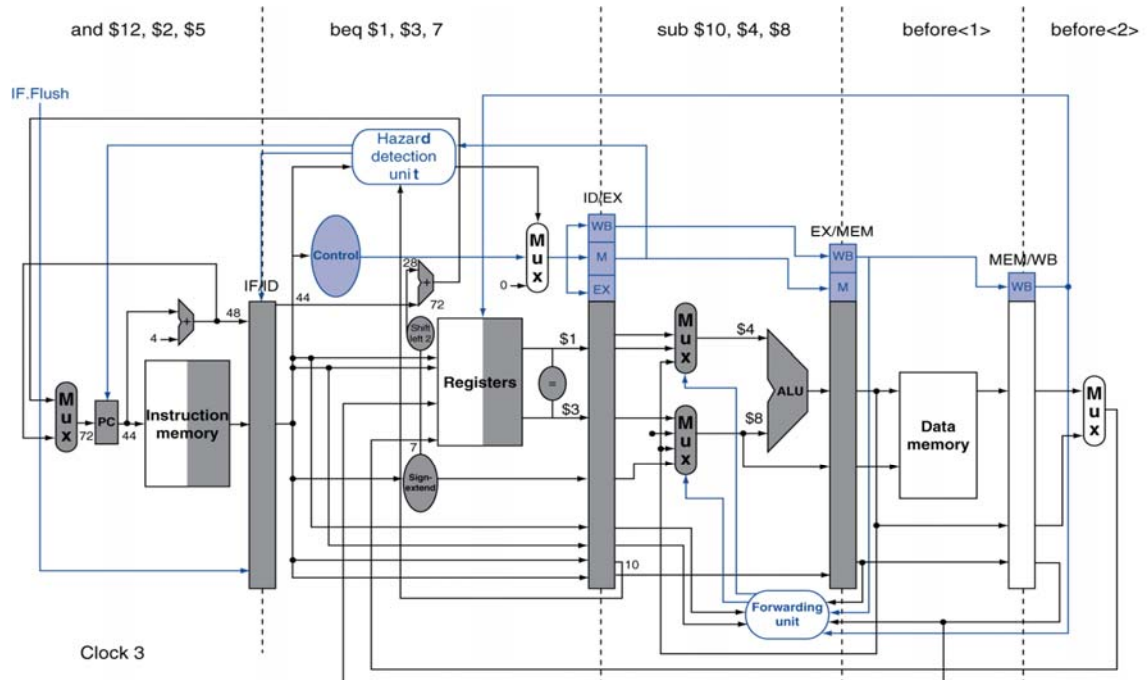 and $12, $2, $5
beq $1, $3, 7
sub $10, $4, $8
before<1>
before<2>
IF.Flush
Hazard
detection
unit
ID/EX
WB
M
EX
EX/MEM
WB
M
MEM/WB
WB
Control
Mux
0
28
72
IF/ID
44
48
4
+
+
Shift
left 2
Registers
=
$1
$3
Mux
$4
ALU
Mux
$8
Mux
72
PC
44
Instruction
memory
7
Sign-
extend
Data
memory
Mux
10
Forwarding
unit
Clock 3